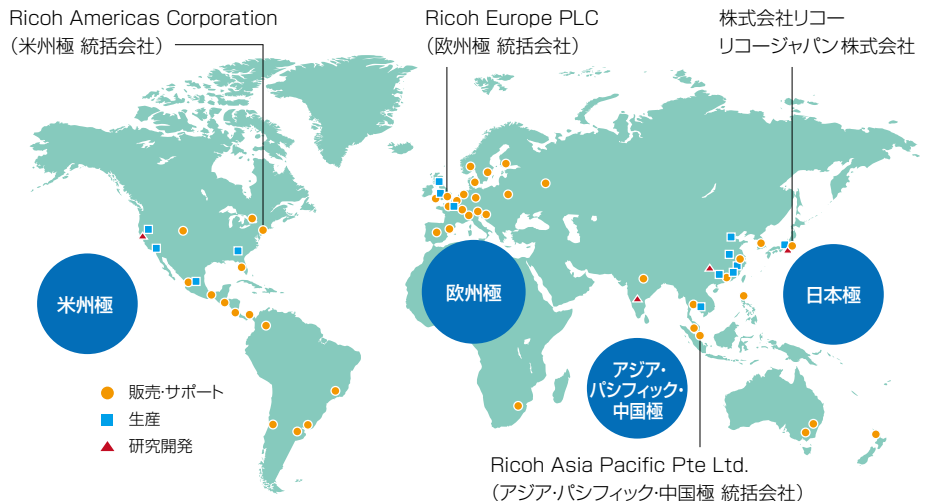 Ricoh Americas Corporation
（米州極 統括会社）
Ricoh Europe PLC
（欧州極 統括会社）
株式会社リコー
リコージャパン株式会社
米州極
欧州極
日本極
アジア・
パシフィック・
中国極
販売・サポート
生産
研究開発
Ricoh Asia Pacific Pte Ltd.
（アジア・パシフィック・中国極 統括会社）